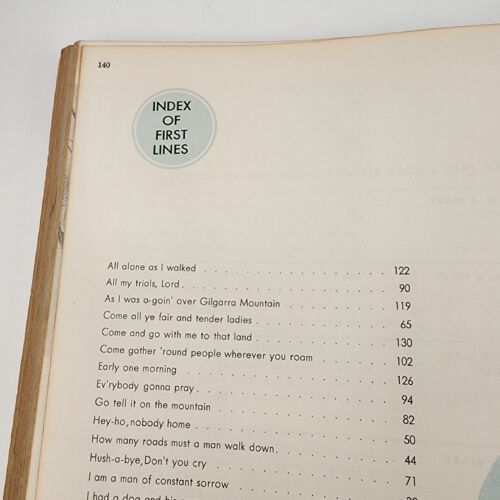 140
INDEX
OF
FIRST
LINES
All alone as I walked . . . . . . . . . . . . . . 122
All my trials, Lord . . . . . . . . . . . . . . . 90
As I was a-goin' over Gilgarra Mountain . . . . . . . . 119
Come all ye fair and tender ladies . . . . . . . . . . 65
Come and go with me to that land . . . . . . . . . . 130
Come gather 'round people wherever you roam . . . . . . 102
Early one morning . . . . . . . . . . . . . . . 126
Ev'rybody gonna pray . . . . . . . . . . . . . . 94
Go tell it on the mountain . . . . . . . . . . . . . 82
Hey-ho, nobody home . . . . . . . . . . . . . . 50
How many roads must a man walk down . . . . . . . . 44
Hush-a-bye, Don't you cry . . . . . . . . . . . . 71
I am a man of constant sorrow . . . . . . . . . . .
I had a dog and his